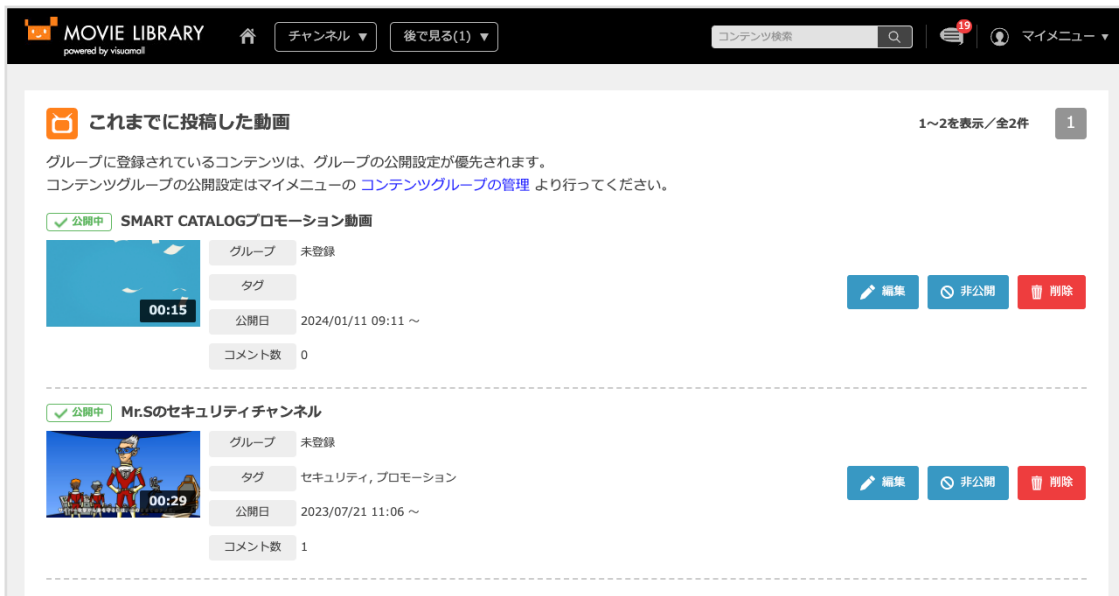 MOVIE LIBRARY
powered by visuamall
チャンネル ▼
後で見る(1) ▼
コンテンツ検索
19
マイメニュー ▼
これまでに投稿した動画
1～2を表示／全2件
1
グループに登録されているコンテンツは、グループの公開設定が優先されます。
コンテンツグループの公開設定はマイメニューの コンテンツグループの管理 より行ってください。
公開中 SMART CATALOGプロモーション動画
00:15
グループ 未登録
タグ
公開日 2024/01/11 09:11 ～
コメント数 0
編集
非公開
削除
公開中 Mr.Sのセキュリティチャンネル
00:29
グループ 未登録
タグ セキュリティ, プロモーション
公開日 2023/07/21 11:06 ～
コメント数 1
編集
非公開
削除